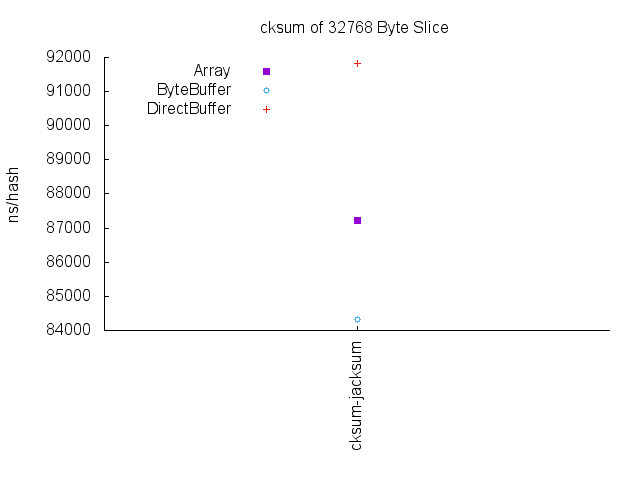 cksum of 32768 Byte Slice
92000
Array
91000
ByteBuffer
DirectBuffer
90000
89000
88000
87000
86000
85000
84000
ns/hash
cksum-jacksum